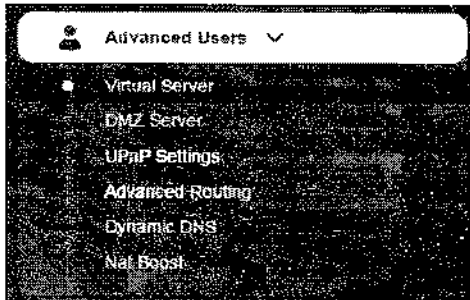 Advanced Users
Virtual Server
DMZ Server
UPnP Settings
Advanced Routing
Dynamic DNS
Nat Boost